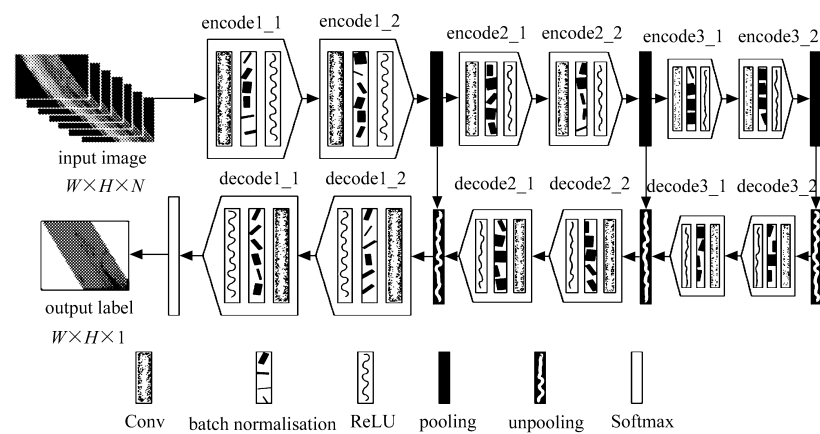 encode1_1
encode1_2
encode2_1
encode2_2
encode3_1
encode3_2
input image
W×H×N
decode1_1
decode1_2
decode2_1
decode2_2
decode3_1
decode3_2
output label
W×H×1
Conv
batch normalisation
ReLU
pooling
unpooling
Softmax